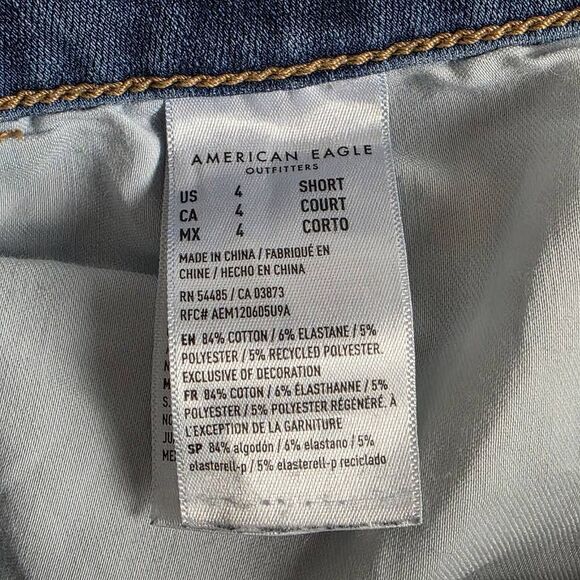 AMERICAN EAGLE
OUTFITTERS
US 4 SHORT
CA 4 COURT
MX 4 CORTO
MADE IN CHINA / FABRIQUÉ EN
CHINE / HECHO EN CHINA
RN 54485 / CA 03873
RFC# AEM120605U9A
EN 84% COTTON / 6% ELASTANE / 5%
POLYESTER / 5% RECYCLED POLYESTER.
EXCLUSIVE OF DECORATION
FR 84% COTON / 6% ÉLASTHANNE / 5%
POLYESTER / 5% POLYESTER RÉGÉNÉRÉ. À
L'EXCEPTION DE LA GARNITURE
SP 84% algodón / 6% elastano / 5%
elasterell-p / 5% elasterell-p reciclado